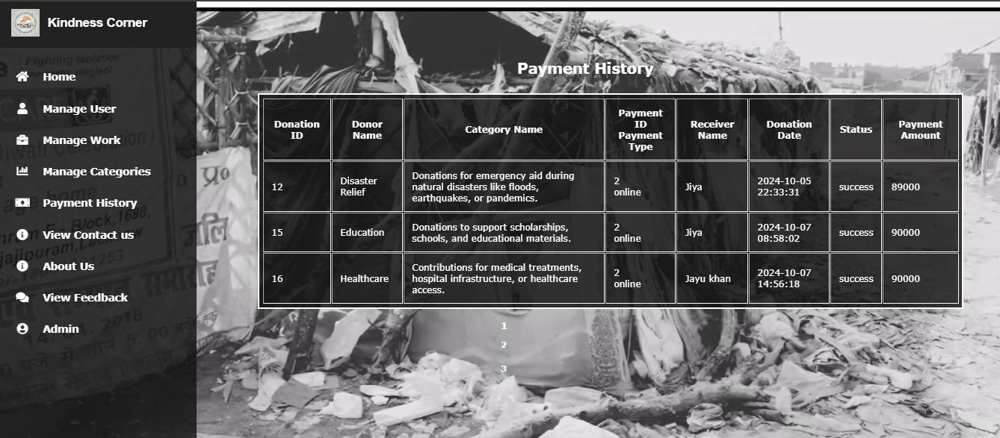 Kindness Corner
Fighting isolation
poverty, neglect
Home
Manage User
Manage Work
Manage Categories
Payment History
View Contact us
About Us
View Feedback
Admin
Payment History
Donation ID
Donor Name
Category Name
Payment ID
Payment Type
Receiver Name
Donation Date
Status
Payment Amount
12
Disaster Relief
Donations for emergency aid during
natural disasters like floods,
earthquakes, or pandemics.
2
online
Jiya
2024-10-05
22:33:31
success
89000
15
Education
Donations to support scholarships,
schools, and educational materials.
2
online
Jiya
2024-10-07
08:58:02
success
90000
16
Healthcare
Contributions for medical treatments,
hospital infrastructure, or healthcare
access.
2
online
Jayu khan
2024-10-07
14:56:18
success
90000
1
2
3